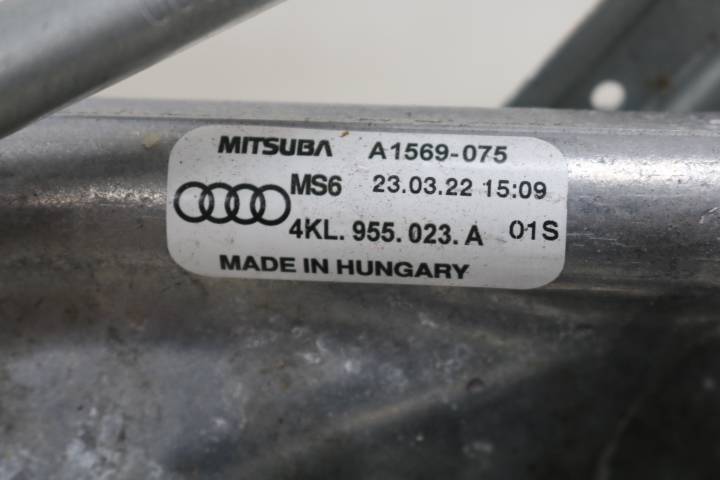 MITSUBA A1569-075
MS6 23.03.22 15:09
4KL.955.023.A 01S
MADE IN HUNGARY